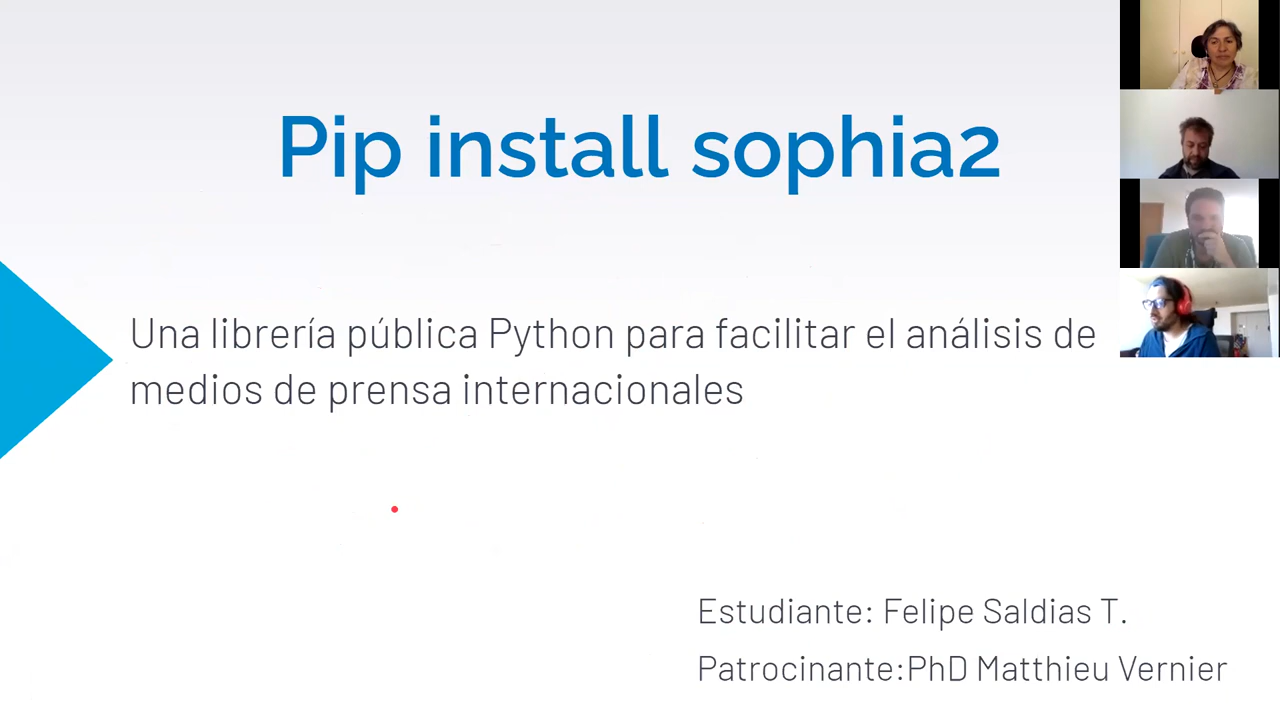 Pip install sophia2
Una librería pública Python para facilitar el análisis de
medios de prensa internacionales
Estudiante: Felipe Saldias T.
Patrocinante:PhD Matthieu Vernier